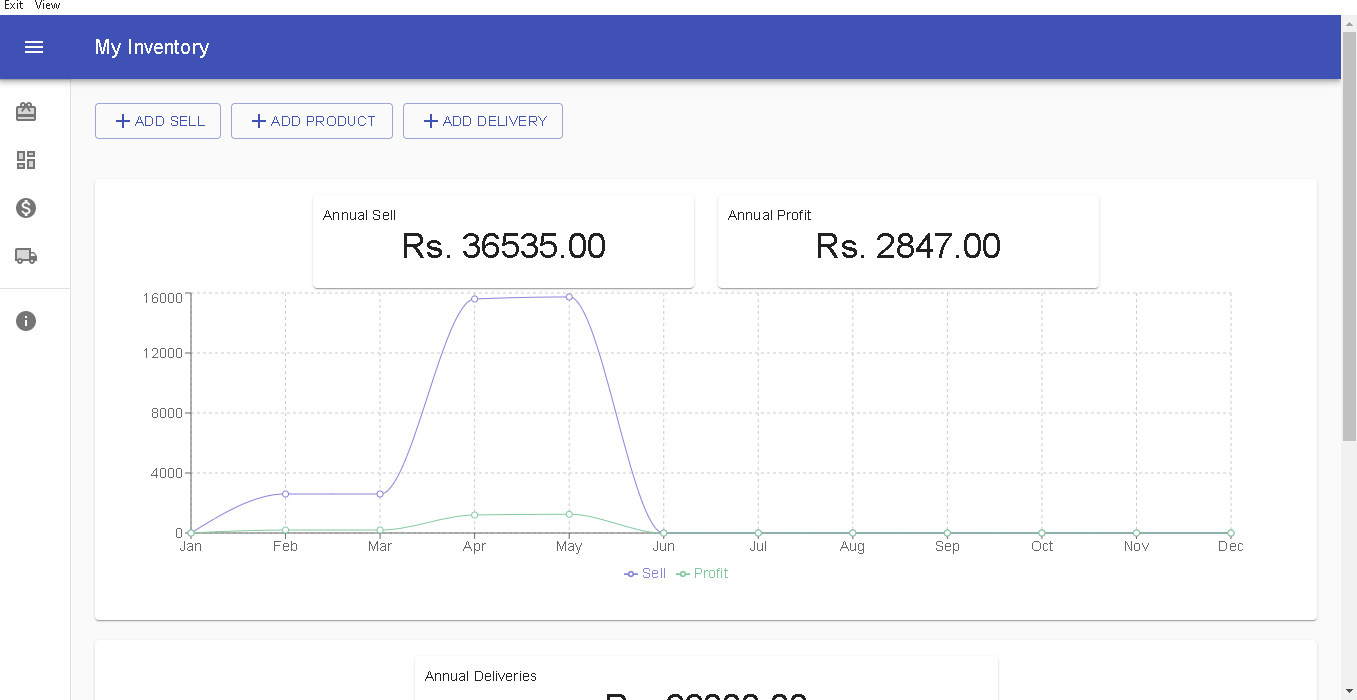 Exit View
My Inventory
ADD SELL ADD PRODUCT ADD DELIVERY
Annual Sell Annual Profit
Rs. 36535.00 Rs. 2847.00
16000
12000
8000
4000
0
Jan Feb Mar Apr May Jun Jul Aug Sep Oct Nov Dec
Sell Profit
Annual Deliveries
Rs.